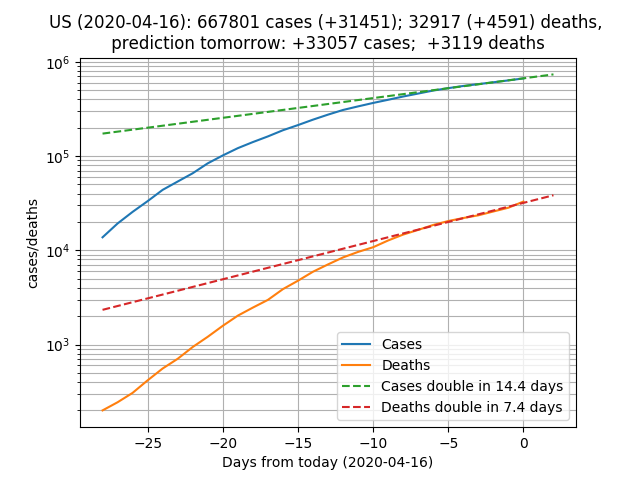 US (2020-04-16): 667801 cases (+31451); 32917 (+4591) deaths,
prediction tomorrow: +33057 cases;  +3119 deaths
10⁶
10⁵
10⁴
10³
cases/deaths
Cases
Deaths
Cases double in 14.4 days
Deaths double in 7.4 days
−25 −20 −15 −10 −5 0
Days from today (2020-04-16)